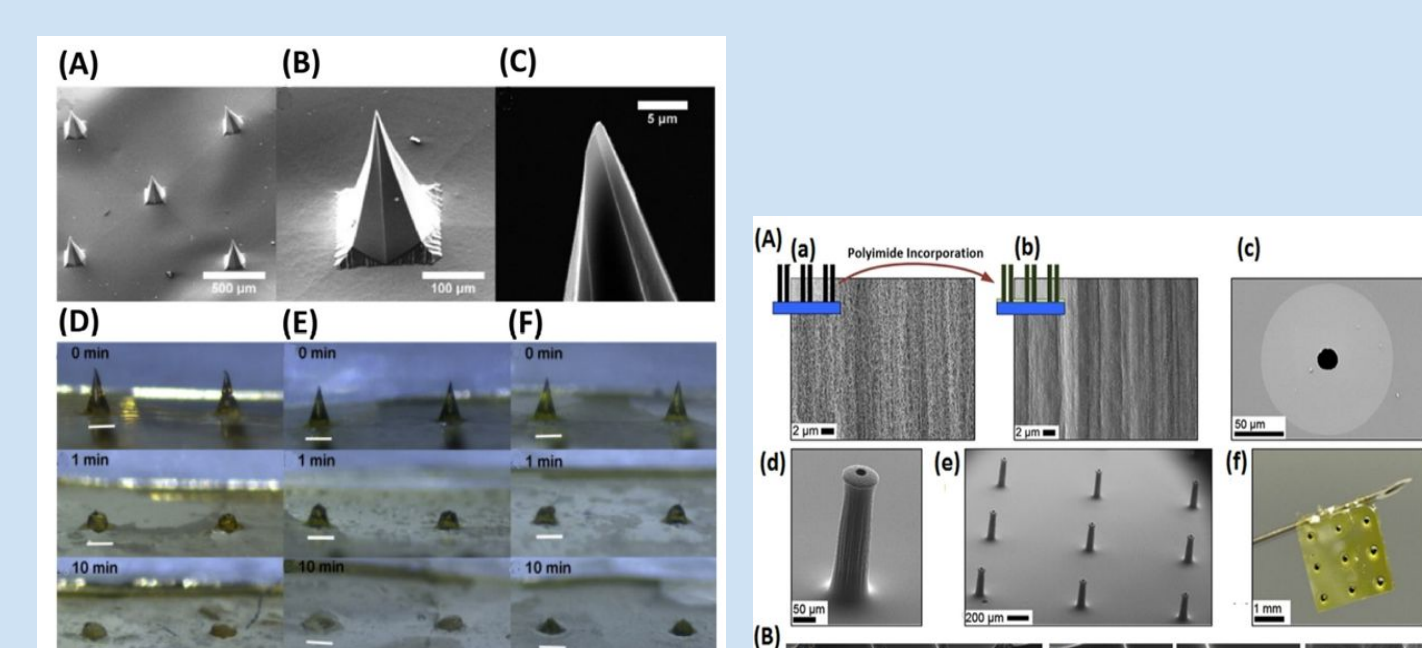 (A)
(B)
(C)
5 µm
500 µm
100 µm
(D)
(E)
(F)
0 min
0 min
0 min
1 min
1 min
1 min
10 min
10 min
10 min
(A)
(a)
Polyimide Incorporation
(b)
(c)
2 µm
2 µm
50 µm
(d)
(e)
(f)
50 µm
200 µm
1 mm
(B)